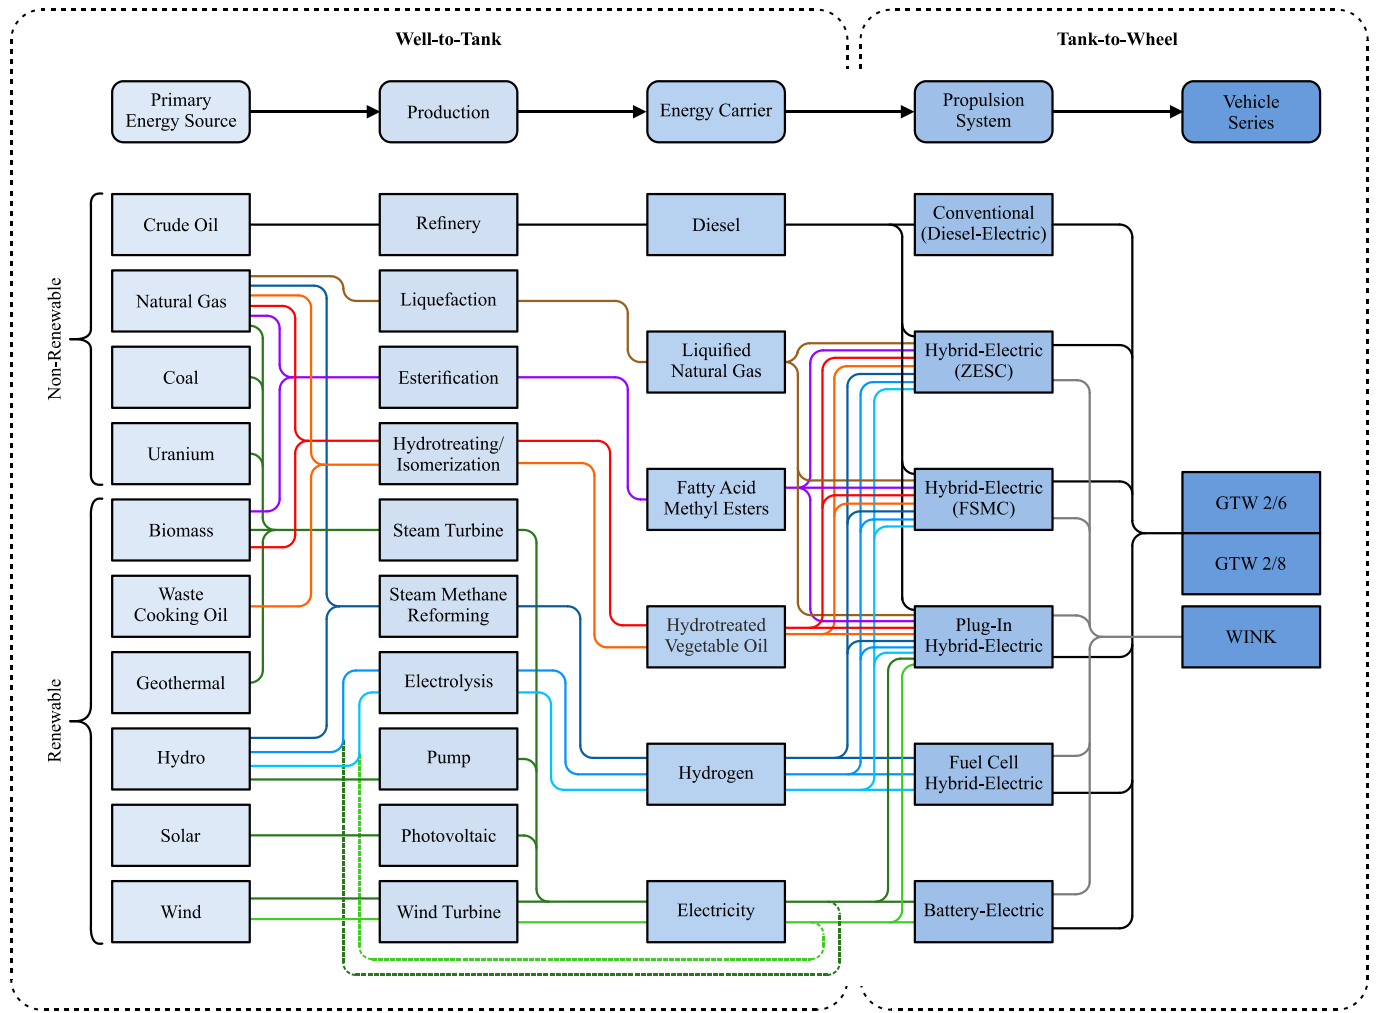 Well-to-Tank
Tank-to-Wheel
Primary
Energy Source
Production
Energy Carrier
Propulsion
System
Vehicle
Series
Non-Renewable
Renewable
Crude Oil
Natural Gas
Coal
Uranium
Biomass
Waste
Cooking Oil
Geothermal
Hydro
Solar
Wind
Refinery
Liquefaction
Esterification
Hydrotreating/
Isomerization
Steam Turbine
Steam Methane
Reforming
Electrolysis
Pump
Photovoltaic
Wind Turbine
Diesel
Liquified
Natural Gas
Fatty Acid
Methyl Esters
Hydrotreated
Vegetable Oil
Hydrogen
Electricity
Conventional
(Diesel-Electric)
Hybrid-Electric
(ZESC)
Hybrid-Electric
(FSMC)
Plug-In
Hybrid-Electric
Fuel Cell
Hybrid-Electric
Battery-Electric
GTW 2/6
GTW 2/8
WINK